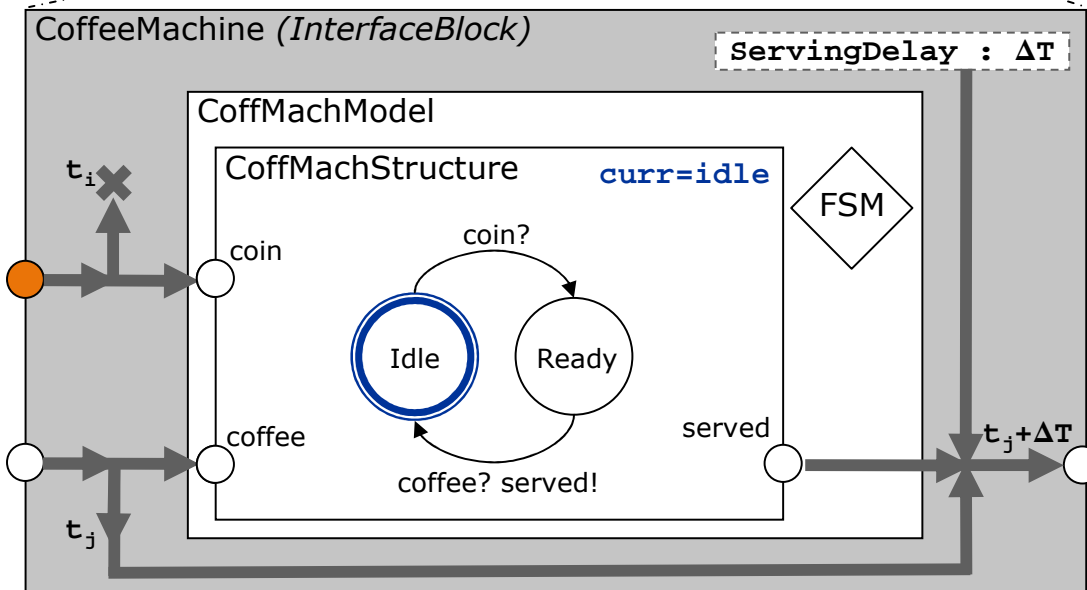 CoffeeMachine (InterfaceBlock)
ServingDelay : ΔT
CoffMachModel
CoffMachStructure
curr=idle
FSM
tᵢ
coin
coin?
Idle
Ready
coffee
served
coffee? served!
tⱼ+ΔT
tⱼ